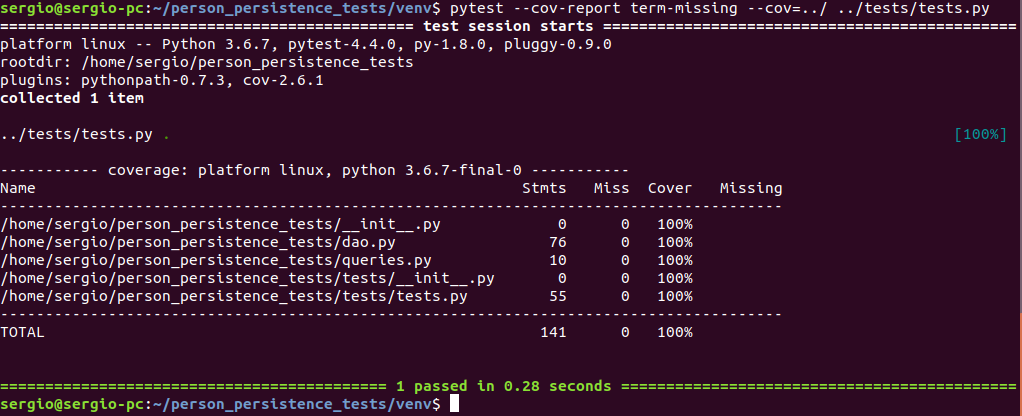 sergio@sergio-pc:~/person_persistence_tests/venv$ pytest --cov-report term-missing --cov=../ ../tests/tests.py
============================================== test session starts ==============================================
platform linux -- Python 3.6.7, pytest-4.4.0, py-1.8.0, pluggy-0.9.0
rootdir: /home/sergio/person_persistence_tests
plugins: pythonpath-0.7.3, cov-2.6.1
collected 1 item
../tests/tests.py . [100%]
----------- coverage: platform linux, python 3.6.7-final-0 -----------
Name Stmts Miss Cover Missing
---------------------------------------------------------------------------------------
/home/sergio/person_persistence_tests/__init__.py 0 0 100%
/home/sergio/person_persistence_tests/dao.py 76 0 100%
/home/sergio/person_persistence_tests/queries.py 10 0 100%
/home/sergio/person_persistence_tests/tests/__init__.py 0 0 100%
/home/sergio/person_persistence_tests/tests/tests.py 55 0 100%
---------------------------------------------------------------------------------------
TOTAL 141 0 100%
=========================================== 1 passed in 0.28 seconds ============================================
sergio@sergio-pc:~/person_persistence_tests/venv$